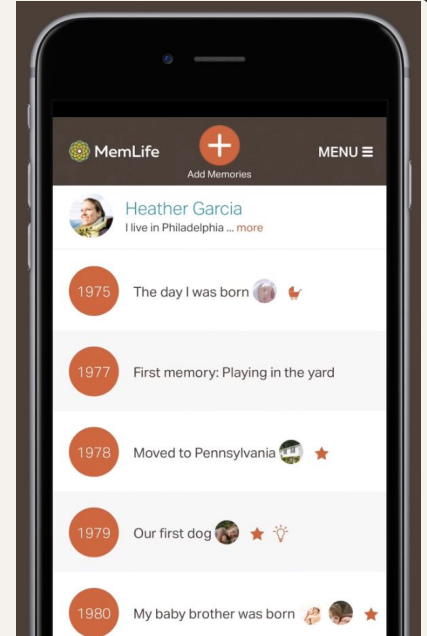 MemLife
Add Memories
MENU
Heather Garcia
I live in Philadelphia ... more
1975 The day I was born
1977 First memory: Playing in the yard
1978 Moved to Pennsylvania
1979 Our first dog
1980 My baby brother was born